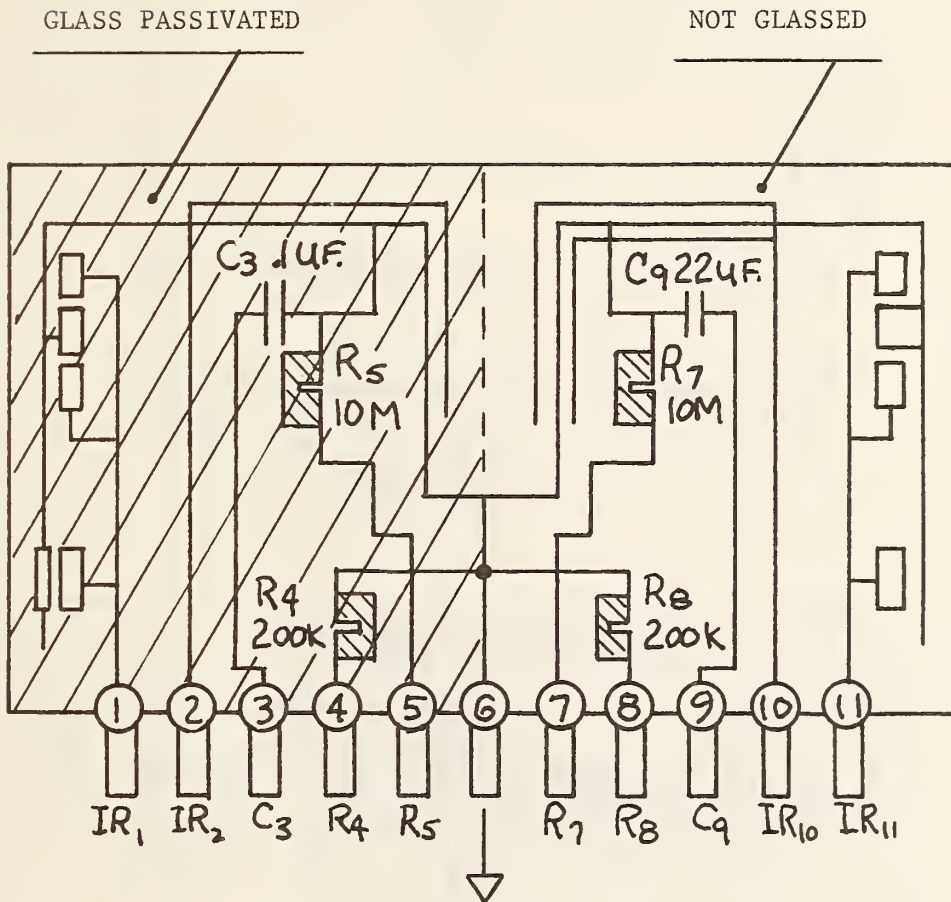 GLASS PASSIVATED
NOT GLASSED
C3 .1UF.
C9 22UF.
R5
10M
R7
10M
R4
200K
R8
200K
1 2 3 4 5 6 7 8 9 10 11
IR1 IR2 C3 R4 R5 R7 R8 C9 IR10 IR11